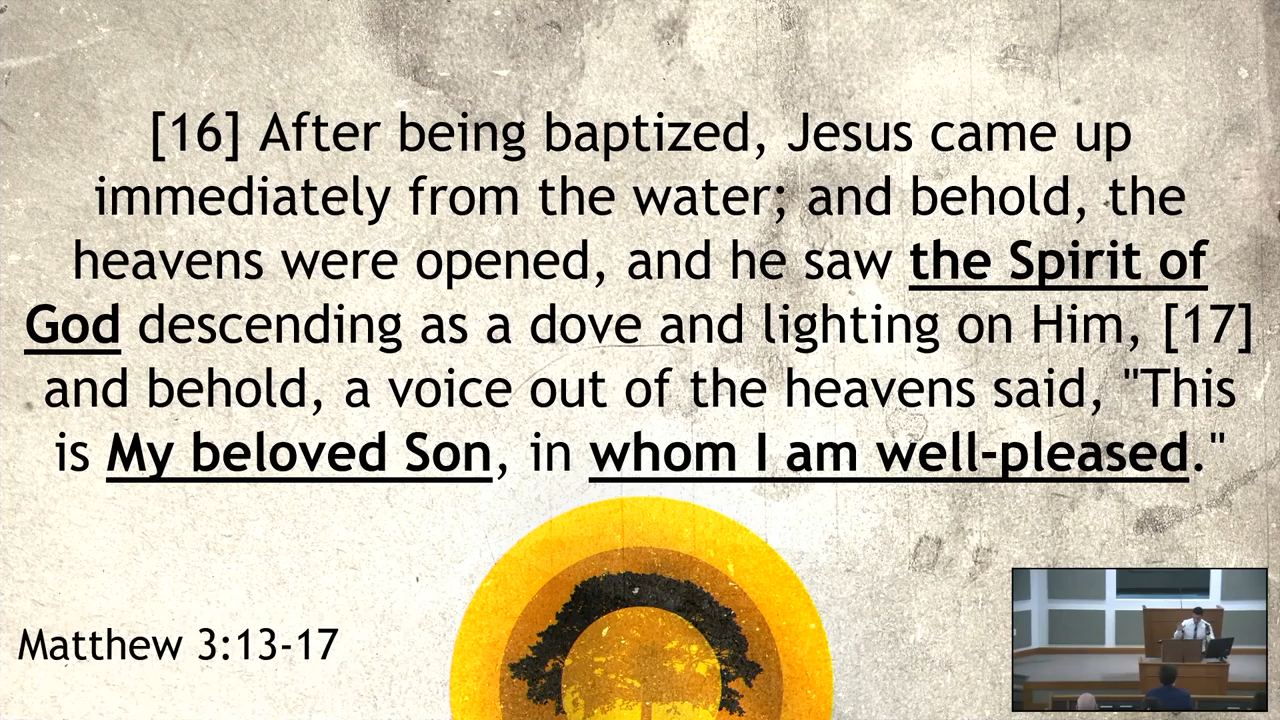 [16] After being baptized, Jesus came up
immediately from the water; and behold, the
heavens were opened, and he saw the Spirit of
God descending as a dove and lighting on Him, [17]
and behold, a voice out of the heavens said, "This
is My beloved Son, in whom I am well-pleased."
Matthew 3:13-17